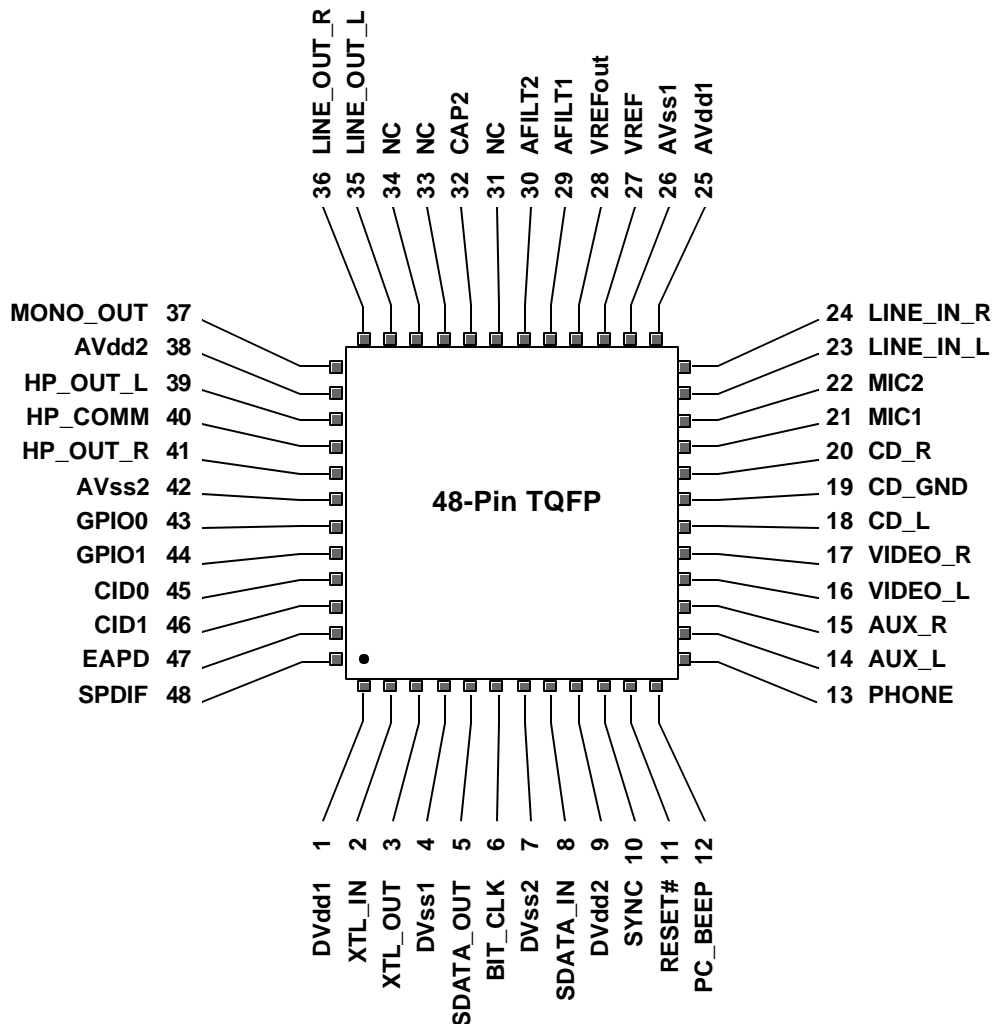 36 LINE_OUT_R
35 LINE_OUT_L
34 NC
33 NC
32 CAP2
31 NC
30 AFILT2
29 AFILT1
28 VREFout
27 VREF
26 AVss1
25 AVdd1
MONO_OUT 37
AVdd2 38
HP_OUT_L 39
HP_COMM 40
HP_OUT_R 41
AVss2 42
GPIO0 43
GPIO1 44
CID0 45
CID1 46
EAPD 47
SPDIF 48
48-Pin TQFP
24 LINE_IN_R
23 LINE_IN_L
22 MIC2
21 MIC1
20 CD_R
19 CD_GND
18 CD_L
17 VIDEO_R
16 VIDEO_L
15 AUX_R
14 AUX_L
13 PHONE
DVdd1 1
XTL_IN 2
XTL_OUT 3
DVss1 4
SDATA_OUT 5
BIT_CLK 6
DVss2 7
SDATA_IN 8
DVdd2 9
SYNC 10
RESET# 11
PC_BEEP 12